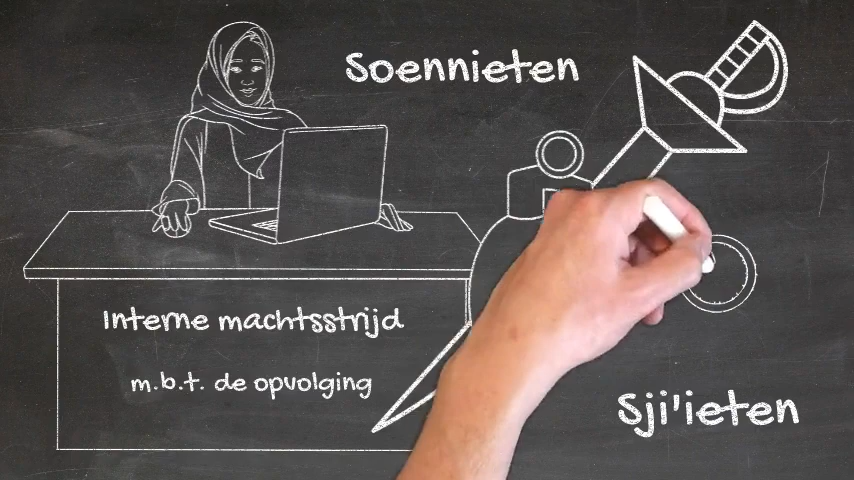 Soennieten
Interne machtsstrijd
m.b.t. de opvolging
Sji'ieten